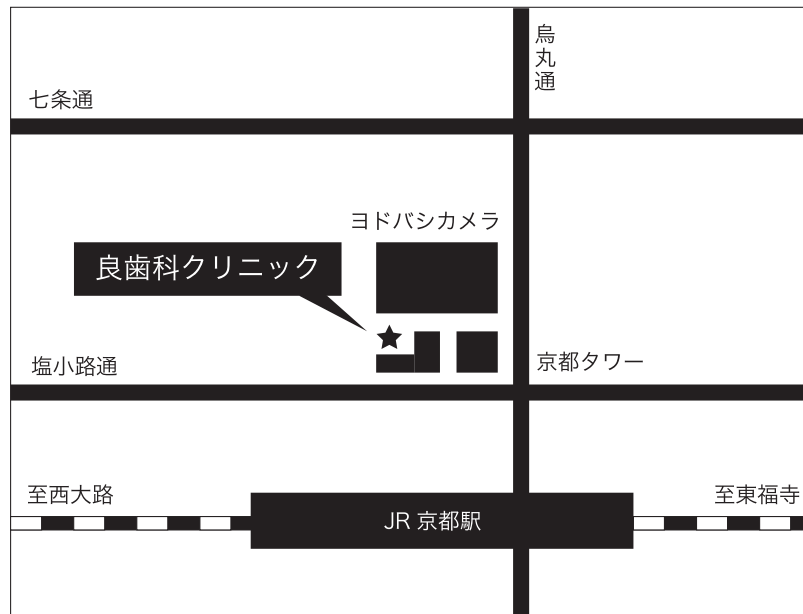 烏丸通
七条通
ヨドバシカメラ
良歯科クリニック
塩小路通
京都タワー
至西大路
至東福寺
JR 京都駅